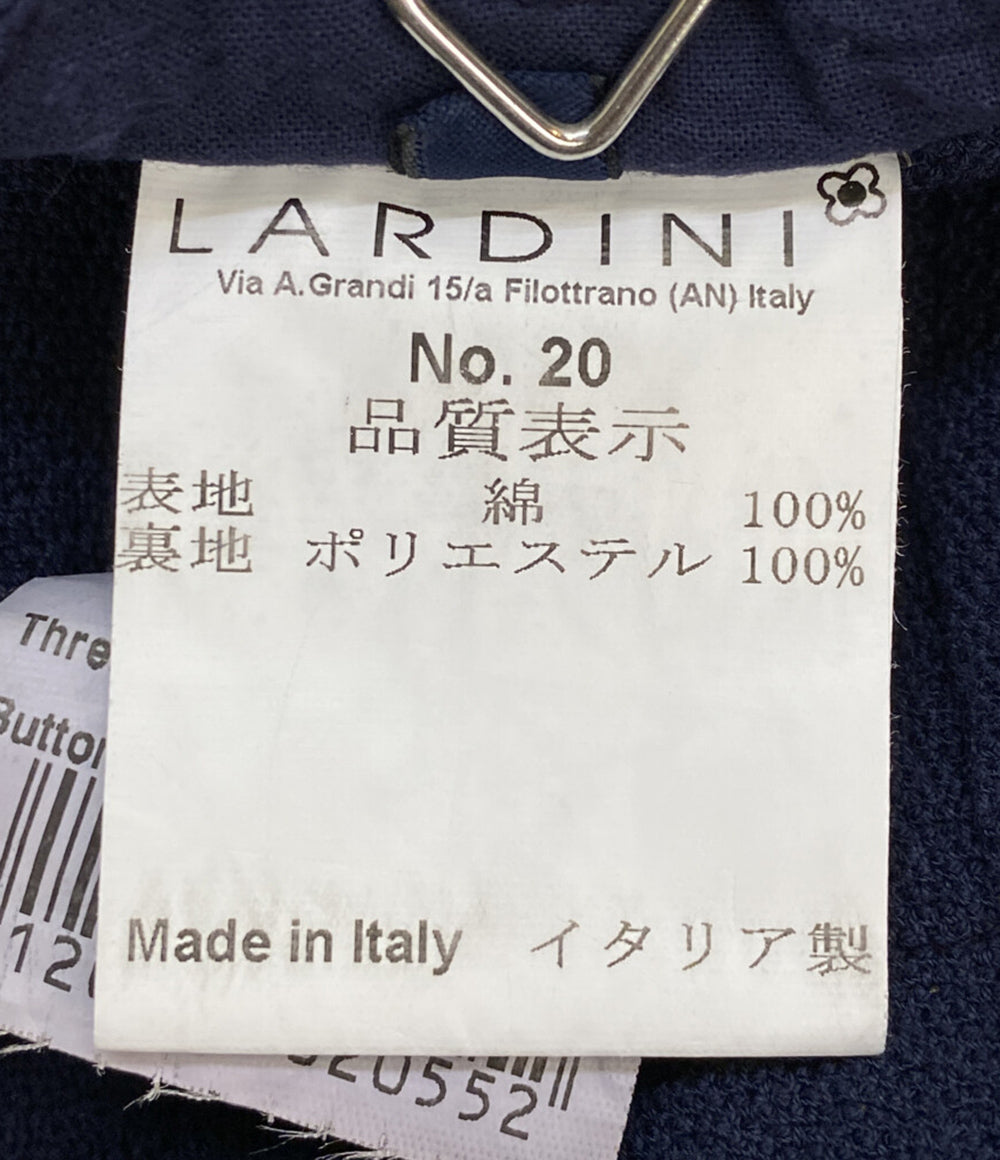 LARDINI
Via A.Grandi 15/a Filottrano (AN) Italy
No. 20
品質表示
表地 綿 100%
裏地 ポリエステル 100%
Made in Italy イタリア製
20552